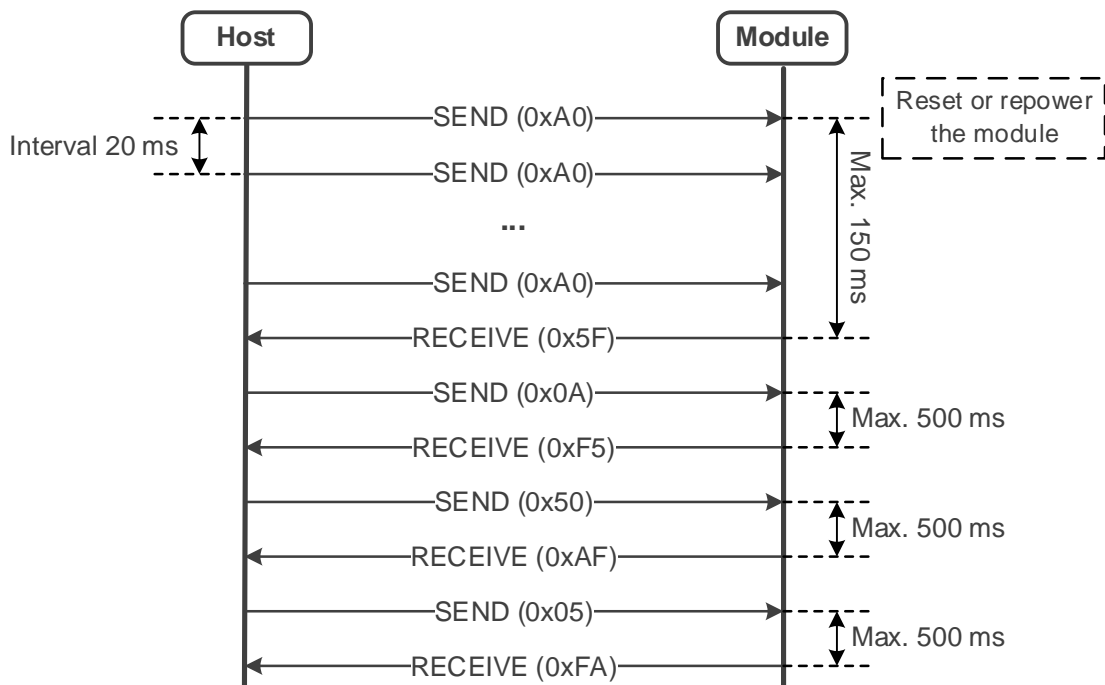 Host
Module
SEND (0xA0)
Reset or repower
the module
Interval 20 ms
SEND (0xA0)
Max. 150 ms
...
SEND (0xA0)
RECEIVE (0x5F)
SEND (0x0A)
Max. 500 ms
RECEIVE (0xF5)
SEND (0x50)
Max. 500 ms
RECEIVE (0xAF)
SEND (0x05)
Max. 500 ms
RECEIVE (0xFA)